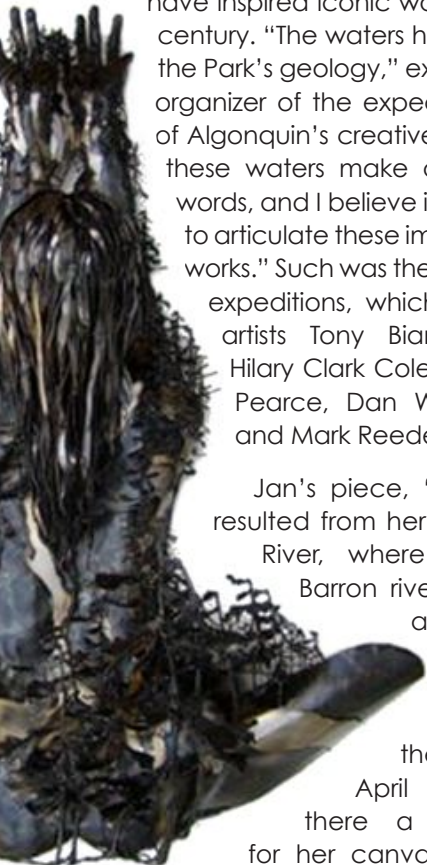 have inspired iconic wo
century. “The waters h
the Park’s geology,” ex
organizer of the exped
of Algonquin’s creative
these waters make
words, and I believe i
to articulate these im
works.” Such was the
expeditions, which
artists Tony Bian
Hilary Clark Cole
Pearce, Dan W
and Mark Reede
Jan’s piece, “
resulted from her
River, where
Barron rive
a
the
April
there a
for her canva